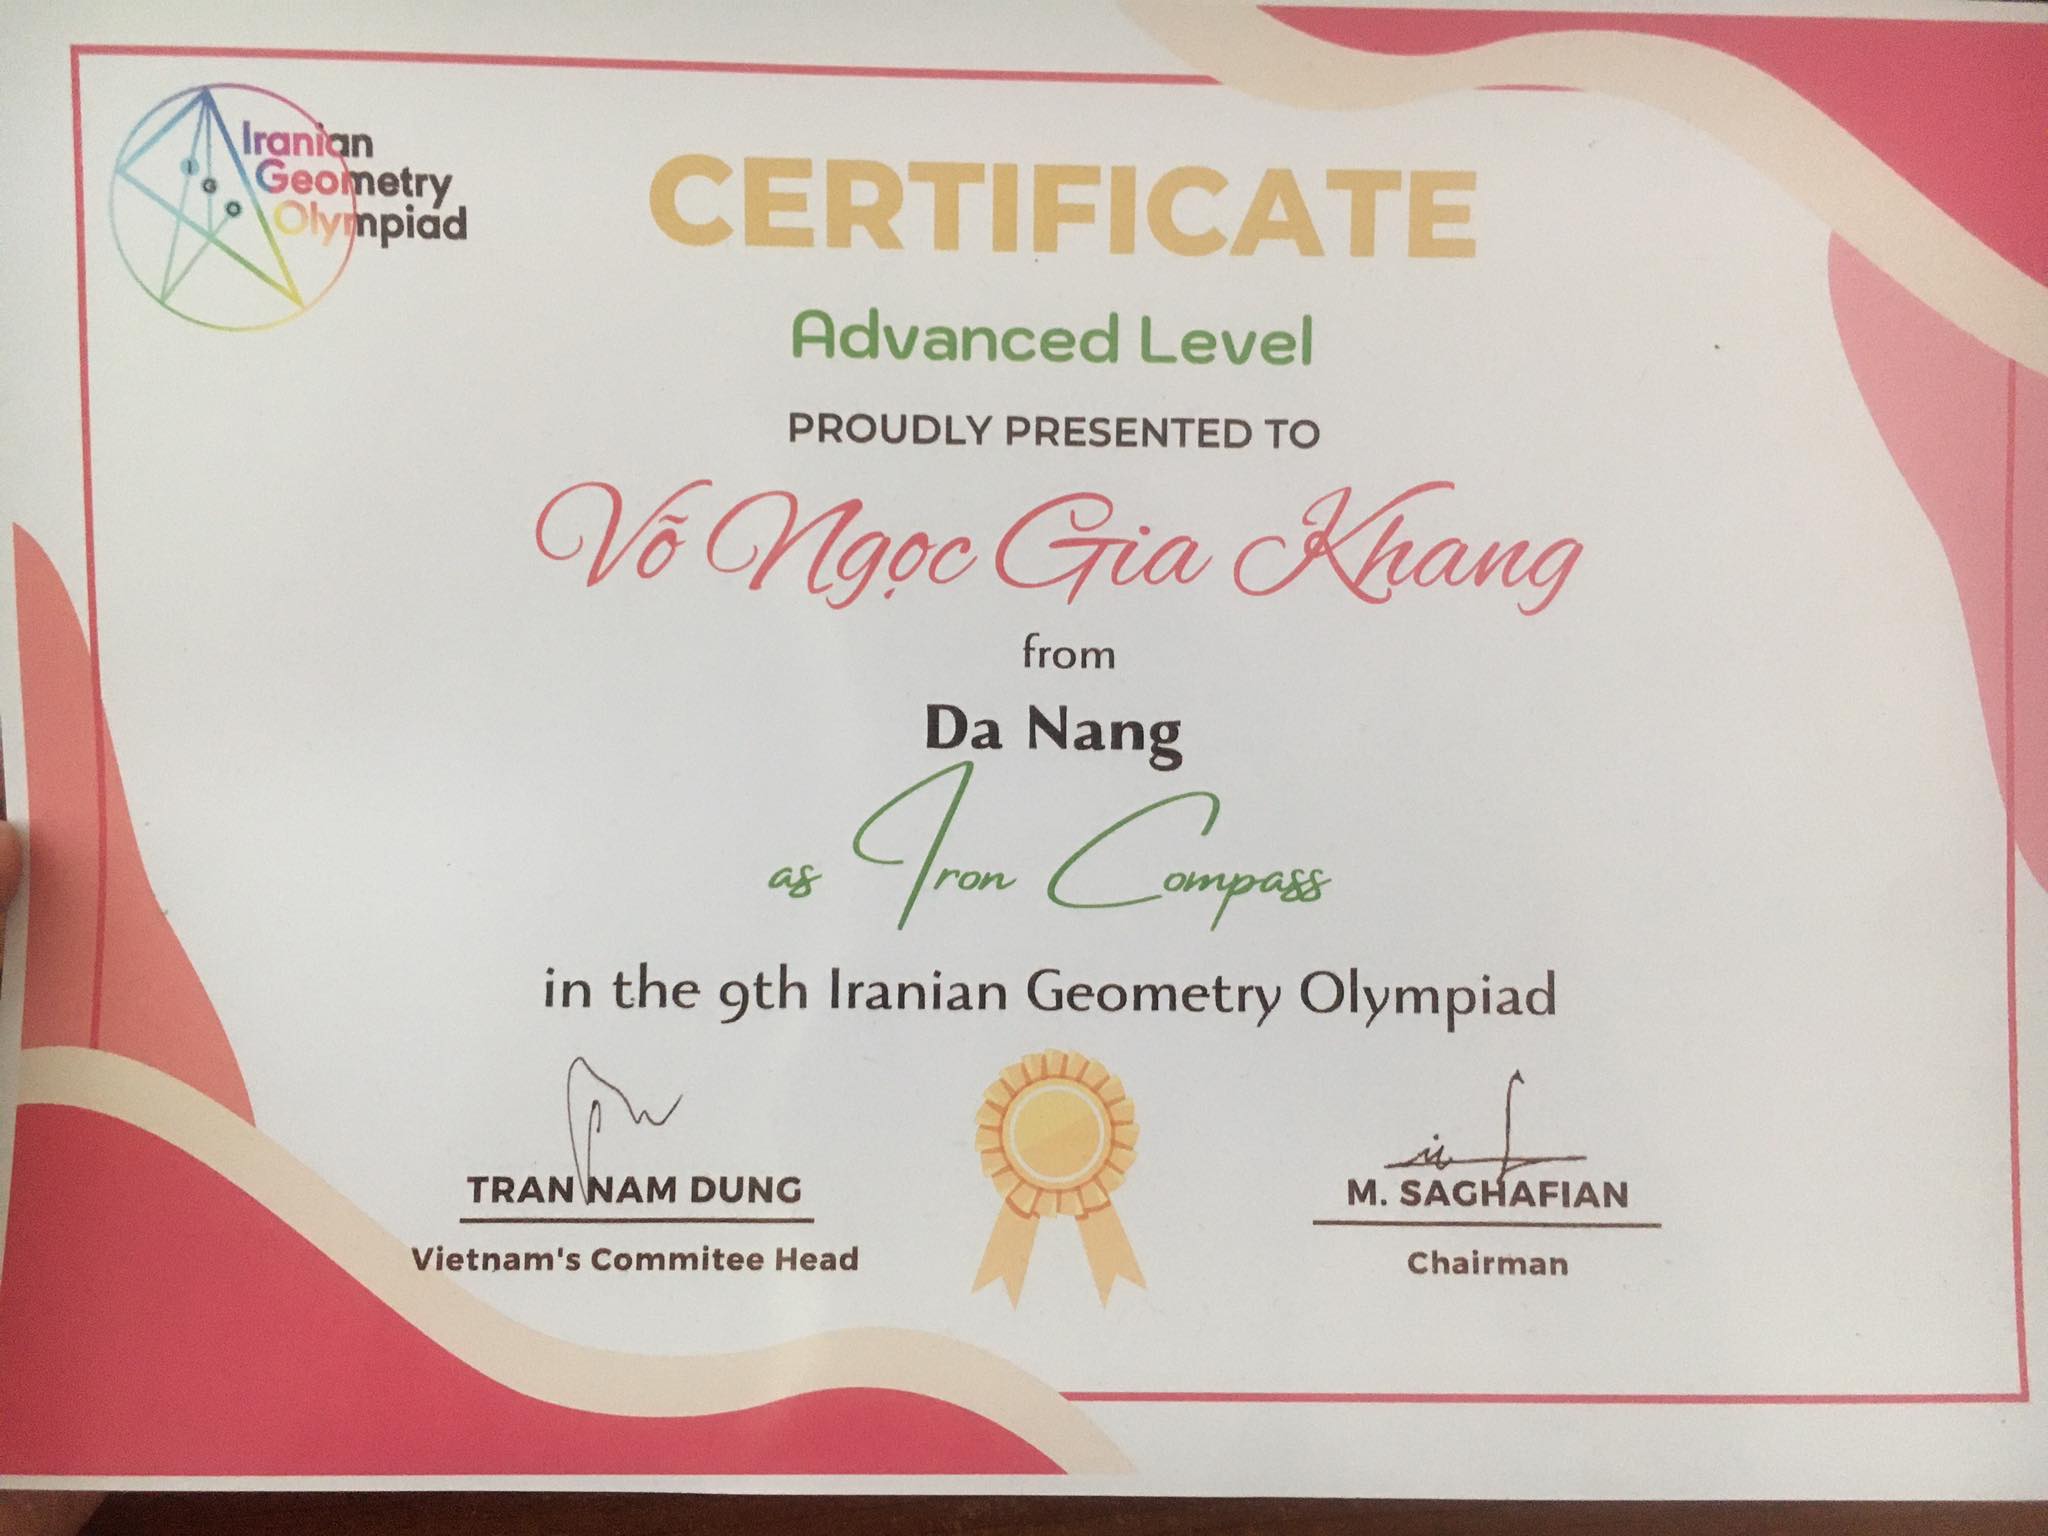 Iranian
Geometry
Olympiad
I
G
O
CERTIFICATE
Advanced Level
PROUDLY PRESENTED TO
Võ Ngọc Gia Khang
from
Da Nang
as Iron Compass
in the 9th Iranian Geometry Olympiad
TRAN NAM DUNG
Vietnam's Commitee Head
M. SAGHAFIAN
Chairman